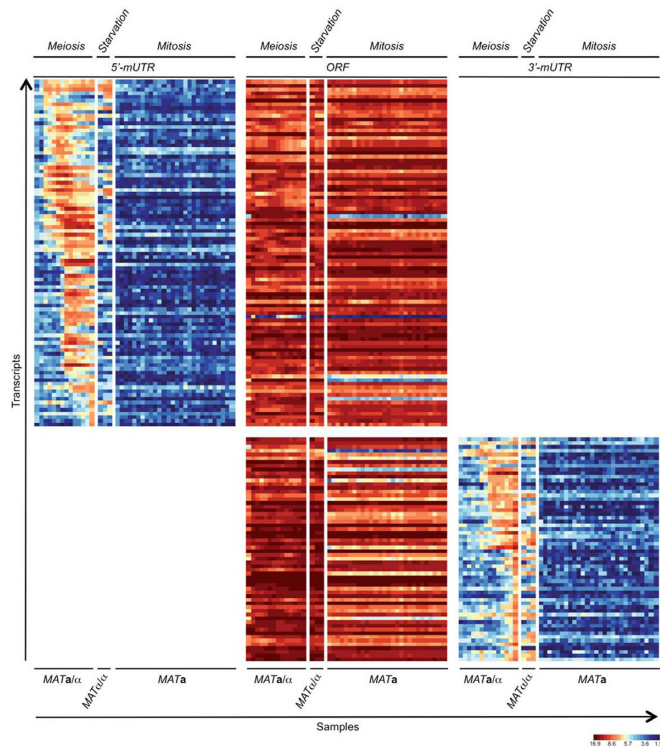 Meiosis Starvation Mitosis Meiosis Starvation Mitosis Meiosis Starvation Mitosis
5'-mUTR ORF 3'-mUTR
Transcripts
MATa/α MATα/α MATa MATa/α MATα/α MATa MATa/α MATα/α MATa
Samples
16.9 8.6 5.7 3.6